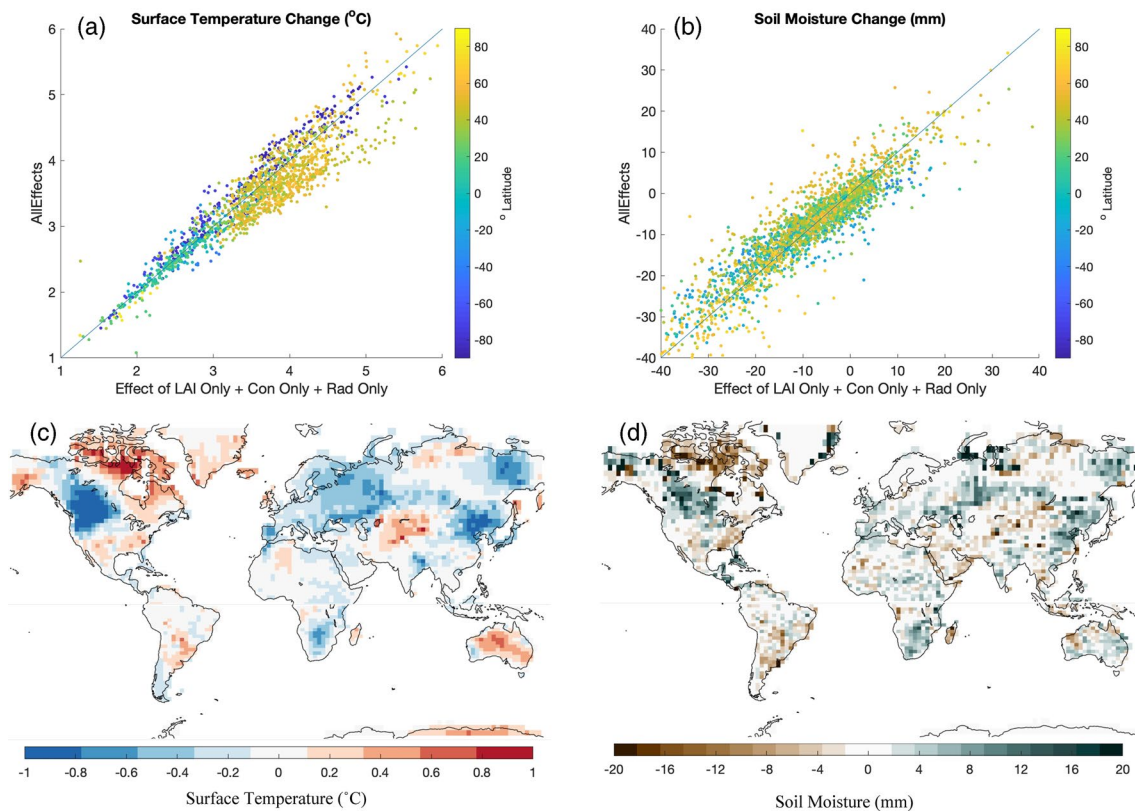 Surface Temperature Change (°C)
(a)
6
5
4
3
2
1
AllEffects
1 2 3 4 5 6
Effect of LAI Only + Con Only + Rad Only
80
60
40
20
0
-20
-40
-60
-80
° Latitude
Soil Moisture Change (mm)
(b)
40
30
20
10
-0
-10
-20
-30
-40
AllEffects
-40 -30 -20 -10 0 10 20 30 40
Effect of LAI Only + Con Only + Rad Only
80
60
40
20
0
-20
-40
-60
-80
° Latitude
(c)
-1 -0.8 -0.6 -0.4 -0.2 0 0.2 0.4 0.6 0.8 1
Surface Temperature (˚C)
(d)
-20 -16 -12 -8 -4 0 4 8 12 16 20
Soil Moisture (mm)